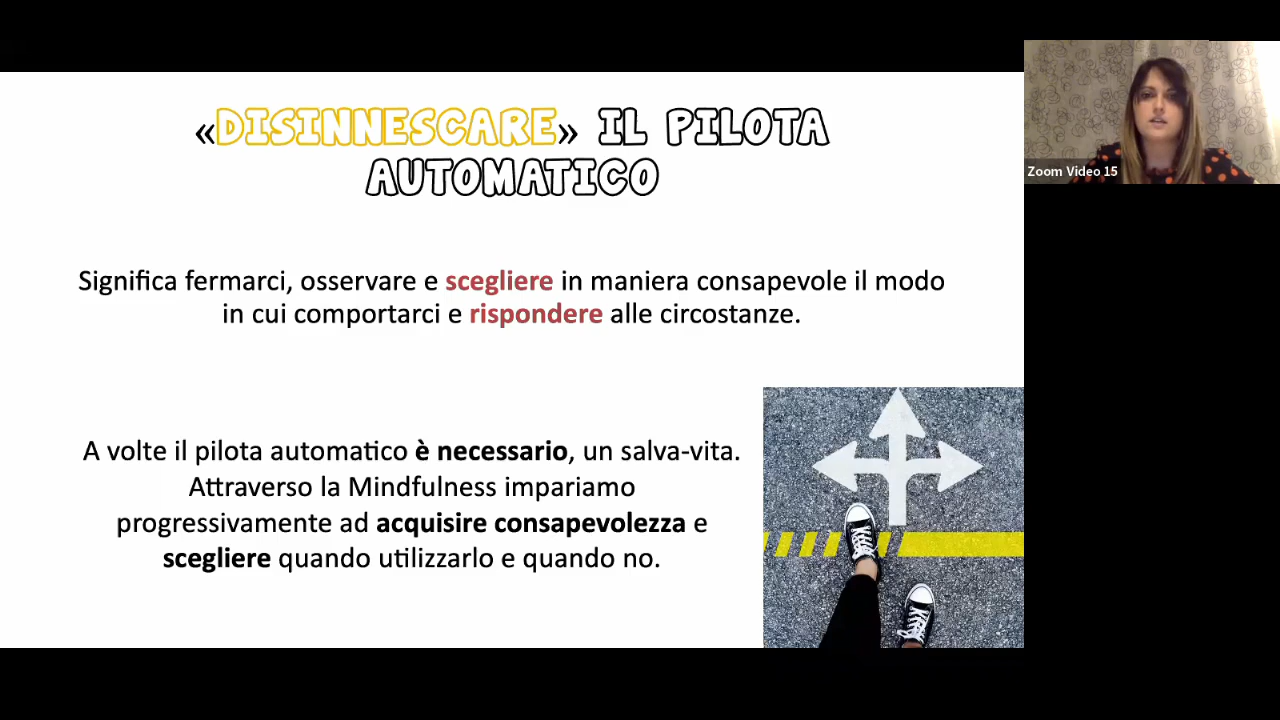 «DISINNESCARE» IL PILOTA
AUTOMATICO
Significa fermarci, osservare e scegliere in maniera consapevole il modo
in cui comportarci e rispondere alle circostanze.
A volte il pilota automatico è necessario, un salva-vita.
Attraverso la Mindfulness impariamo
progressivamente ad acquisire consapevolezza e
scegliere quando utilizzarlo e quando no.
Zoom Video 15